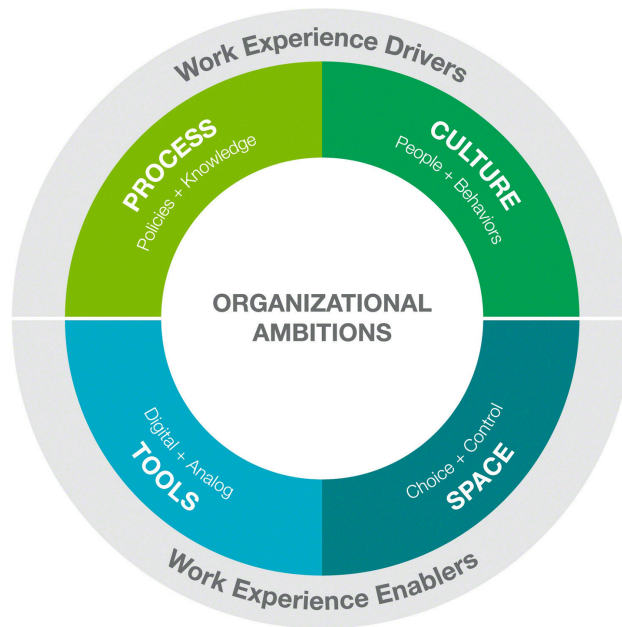 Work Experience Drivers
PROCESS
Policies + Knowledge
CULTURE
People + Behaviors
ORGANIZATIONAL
AMBITIONS
Digital + Analog
TOOLS
Choice + Control
SPACE
Work Experience Enablers